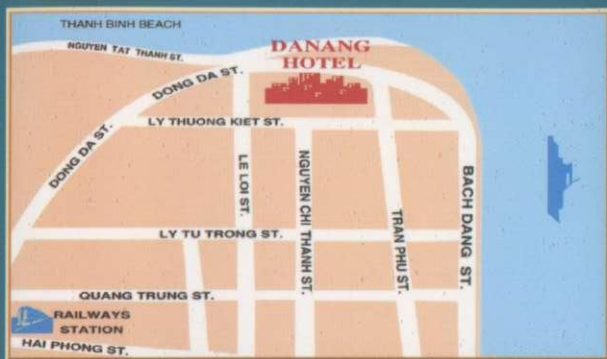 THANH BINH BEACH
NGUYEN TAT THANH ST.
DANANG
HOTEL
DONG DA ST.
LY THUONG KIET ST.
DONG DA ST.
LE LOI ST.
NGUYEN CHI THANH ST.
TRAN PHU ST.
BACH DANG ST.
LY TU TRONG ST.
QUANG TRUNG ST.
RAILWAYS
STATION
HAI PHONG ST.